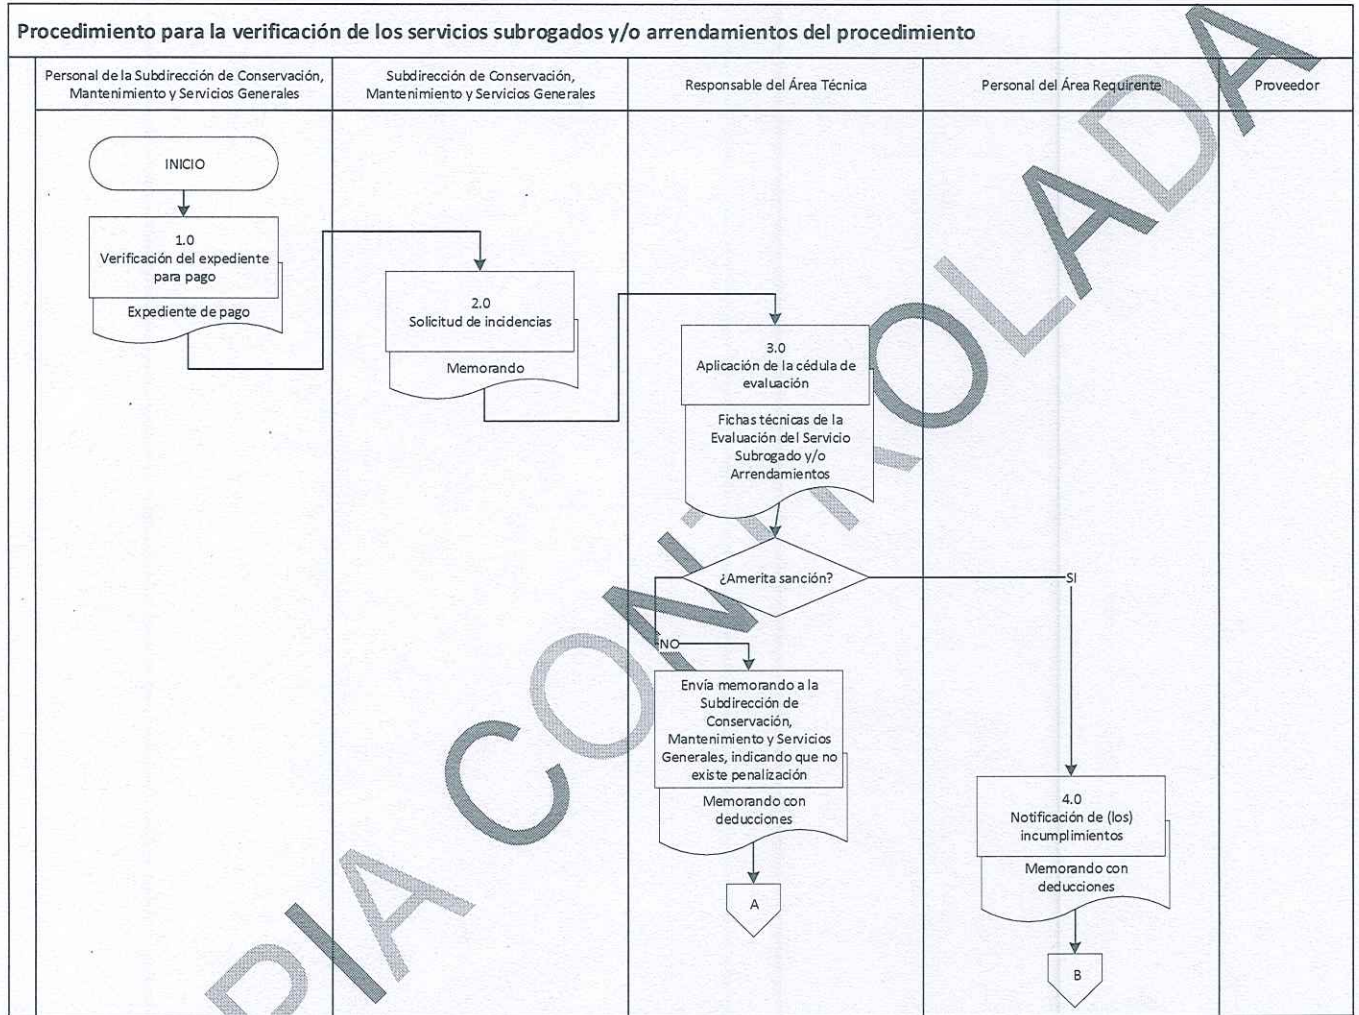 Procedimiento para la verificación de los servicios subrogados y/o arrendamientos del procedimiento
Personal de la Subdirección de Conservación,
Mantenimiento y Servicios Generales
Subdirección de Conservación,
Mantenimiento y Servicios Generales
Responsable del Área Técnica
Personal del Área Requirente
Proveedor
INICIO
1.0
Verificación del expediente
para pago
Expediente de pago
2.0
Solicitud de incidencias
Memorando
3.0
Aplicación de la cédula de
evaluación
Fichas técnicas de la
Evaluación del Servicio
Subrogado y/o
Arrendamientos
¿Amerita sanción?
SI
NO
Envía memorando a la
Subdirección de
Conservación,
Mantenimiento y Servicios
Generales, indicando que no
existe penalización
Memorando con
deducciones
A
4.0
Notificación de (los)
incumplimientos
Memorando con
deducciones
B
PIA CONTROLADA